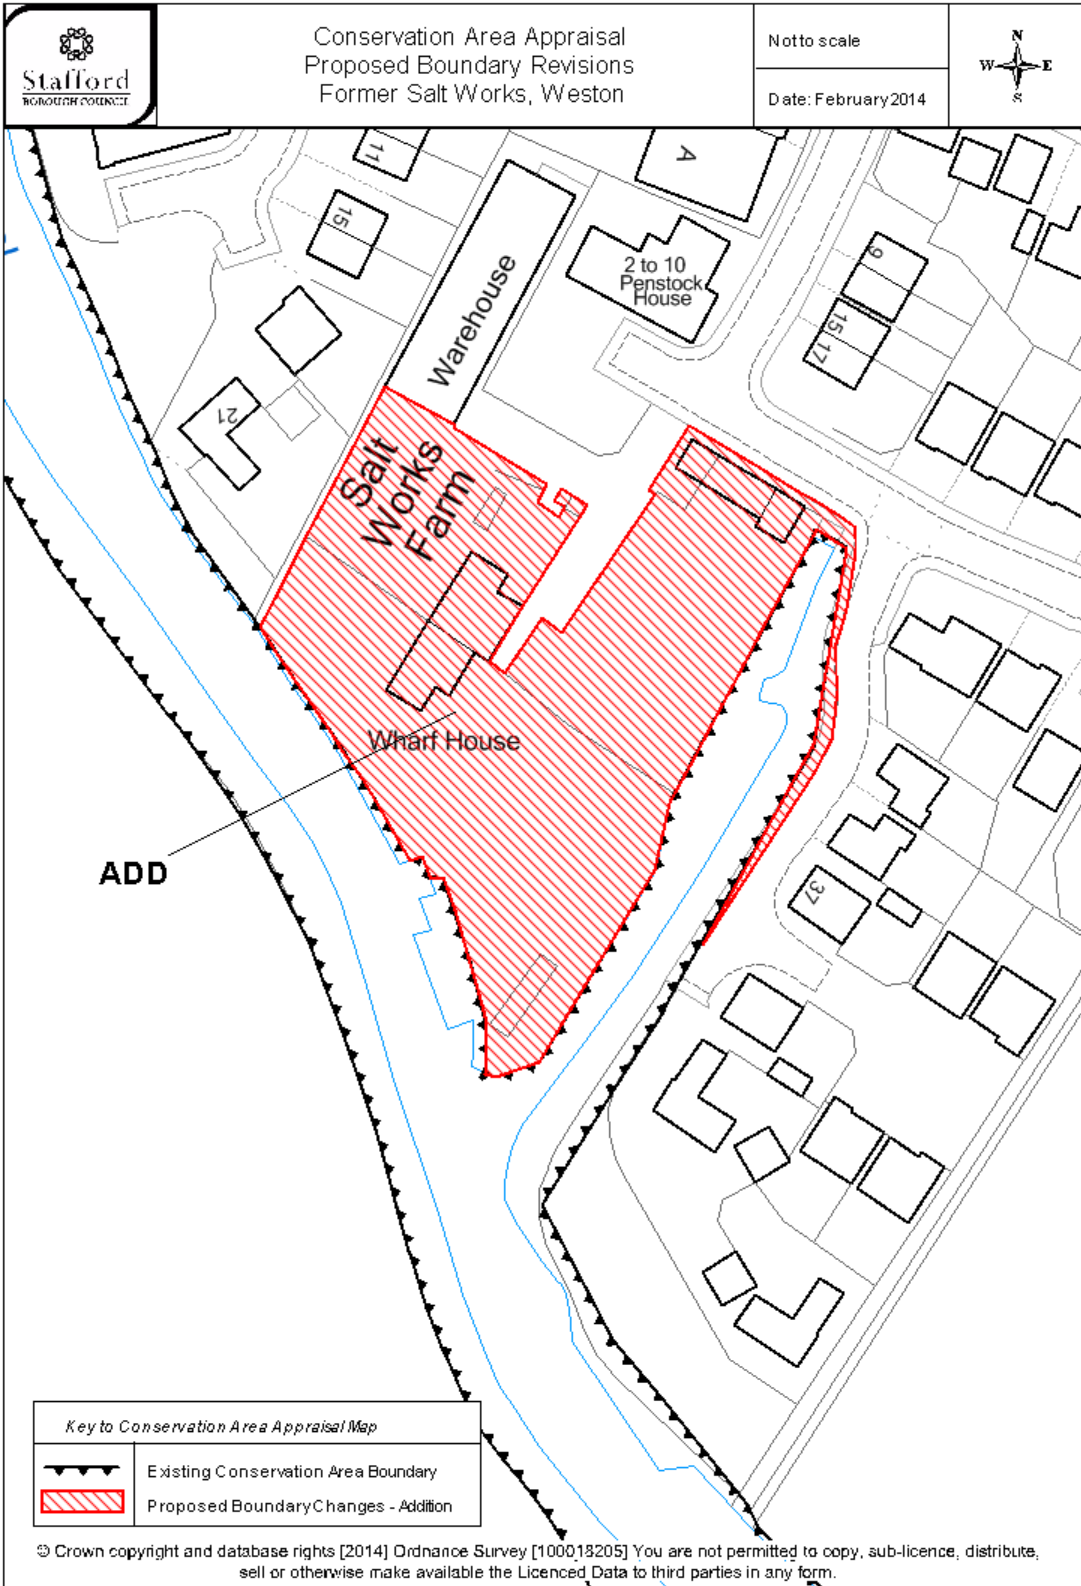 Stafford
BOROUGH COUNCIL
Conservation Area Appraisal
Proposed Boundary Revisions
Former Salt Works, Weston
Not to scale
Date: February 2014
N
W E
S
11
A
15
2 to 10
Penstock
House
9
15
17
Warehouse
21
Salt
Works
Farm
Wharf House
ADD
37
Key to Conservation Area Appraisal Map
Existing Conservation Area Boundary
Proposed Boundary Changes - Addition
© Crown copyright and database rights [2014] Ordnance Survey [100018205] You are not permitted to copy, sub-licence, distribute,
sell or otherwise make available the Licenced Data to third parties in any form.